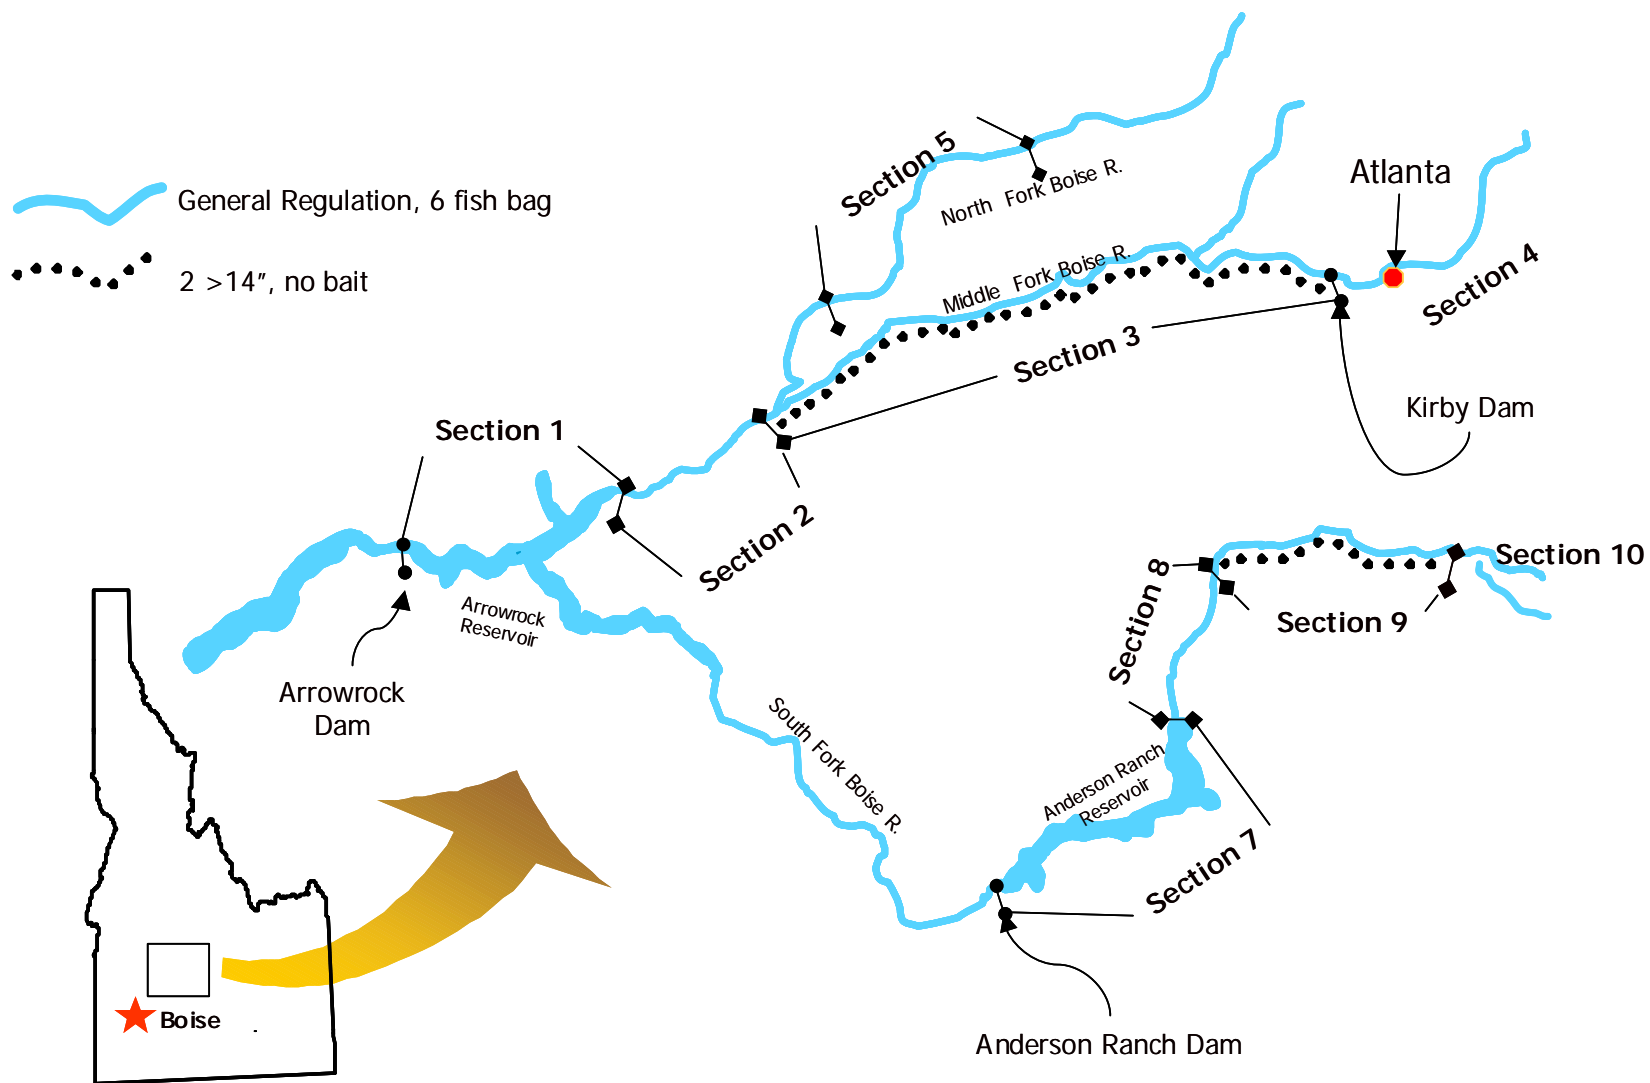 General Regulation, 6 fish bag
2 >14", no bait
Section 5
North Fork Boise R.
Atlanta
Middle Fork Boise R.
Section 4
Section 3
Kirby Dam
Section 1
Section 2
Arrowrock
Reservoir
Arrowrock
Dam
Section 10
Section 8
Section 9
South Fork Boise R.
Anderson Ranch
Reservoir
Section 7
Anderson Ranch Dam
Boise